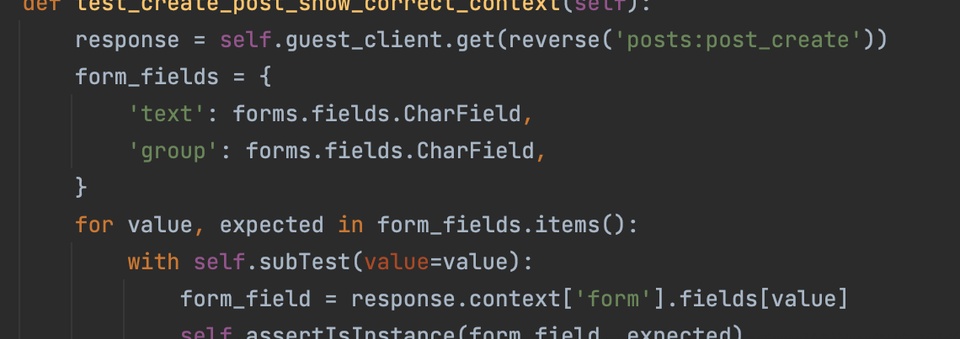 def test_create_post_show_correct_context(self):
response = self.guest_client.get(reverse('posts:post_create'))
form_fields = {
'text': forms.fields.CharField,
'group': forms.fields.CharField,
}
for value, expected in form_fields.items():
with self.subTest(value=value):
form_field = response.context['form'].fields[value]
self.assertIsInstance(form_field, expected)